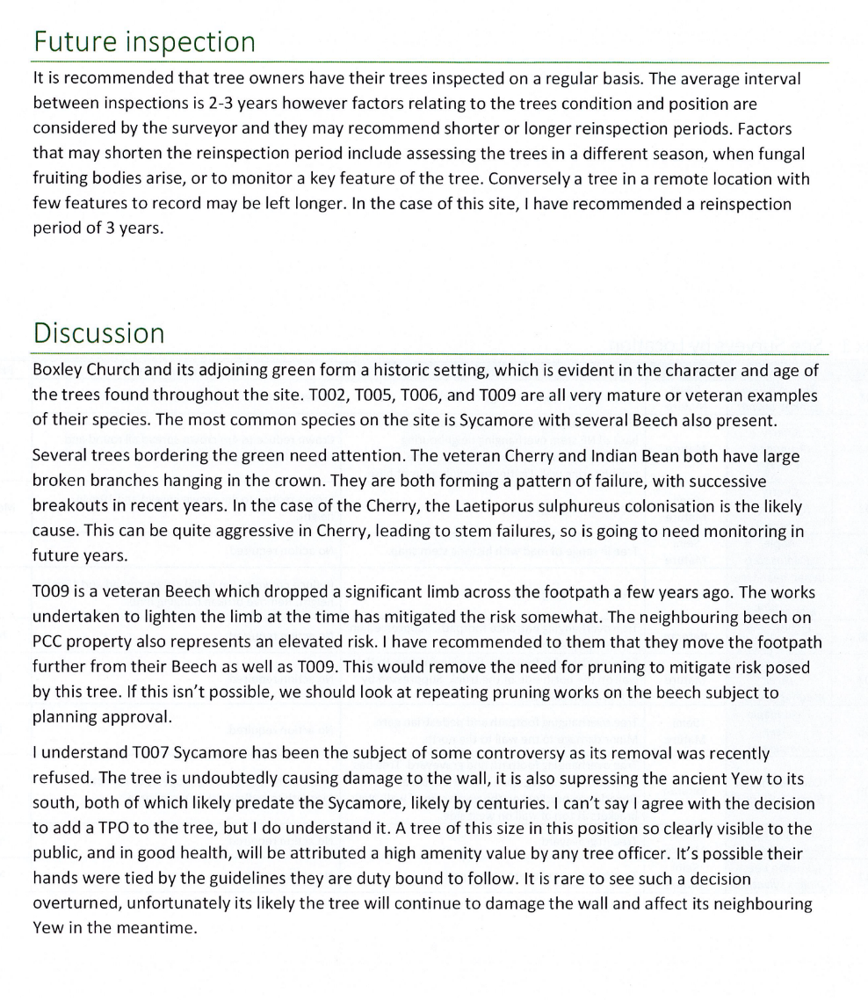 Future inspection
It is recommended that tree owners have their trees inspected on a regular basis. The average interval
between inspections is 2-3 years however factors relating to the trees condition and position are
considered by the surveyor and they may recommend shorter or longer reinspection periods. Factors
that may shorten the reinspection period include assessing the trees in a different season, when fungal
fruiting bodies arise, or to monitor a key feature of the tree. Conversely a tree in a remote location with
few features to record may be left longer. In the case of this site, I have recommended a reinspection
period of 3 years.
Discussion
Boxley Church and its adjoining green form a historic setting, which is evident in the character and age of
the trees found throughout the site. T002, T005, T006, and T009 are all very mature or veteran examples
of their species. The most common species on the site is Sycamore with several Beech also present.
Several trees bordering the green need attention. The veteran Cherry and Indian Bean both have large
broken branches hanging in the crown. They are both forming a pattern of failure, with successive
breakouts in recent years. In the case of the Cherry, the Laetiporus sulphureus colonisation is the likely
cause. This can be quite aggressive in Cherry, leading to stem failures, so is going to need monitoring in
future years.
T009 is a veteran Beech which dropped a significant limb across the footpath a few years ago. The works
undertaken to lighten the limb at the time has mitigated the risk somewhat. The neighbouring beech on
PCC property also represents an elevated risk. I have recommended to them that they move the footpath
further from their Beech as well as T009. This would remove the need for pruning to mitigate risk posed
by this tree. If this isn't possible, we should look at repeating pruning works on the beech subject to
planning approval.
I understand T007 Sycamore has been the subject of some controversy as its removal was recently
refused. The tree is undoubtedly causing damage to the wall, it is also supressing the ancient Yew to its
south, both of which likely predate the Sycamore, likely by centuries. I can't say I agree with the decision
to add a TPO to the tree, but I do understand it. A tree of this size in this position so clearly visible to the
public, and in good health, will be attributed a high amenity value by any tree officer. It's possible their
hands were tied by the guidelines they are duty bound to follow. It is rare to see such a decision
overturned, unfortunately its likely the tree will continue to damage the wall and affect its neighbouring
Yew in the meantime.